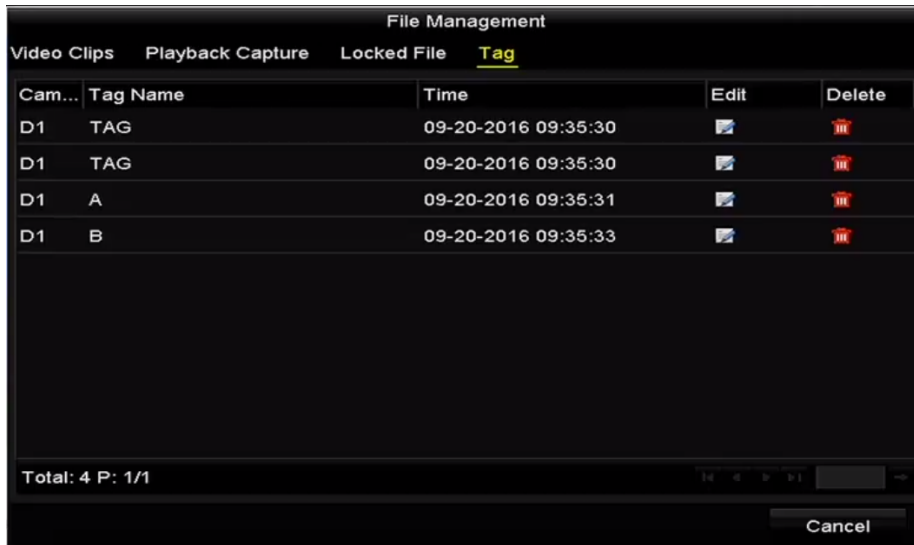 File Management
Video Clips Playback Capture Locked File Tag
Cam... Tag Name Time Edit Delete
D1 TAG 09-20-2016 09:35:30
D1 TAG 09-20-2016 09:35:30
D1 A 09-20-2016 09:35:31
D1 B 09-20-2016 09:35:33
Total: 4 P: 1/1
Cancel